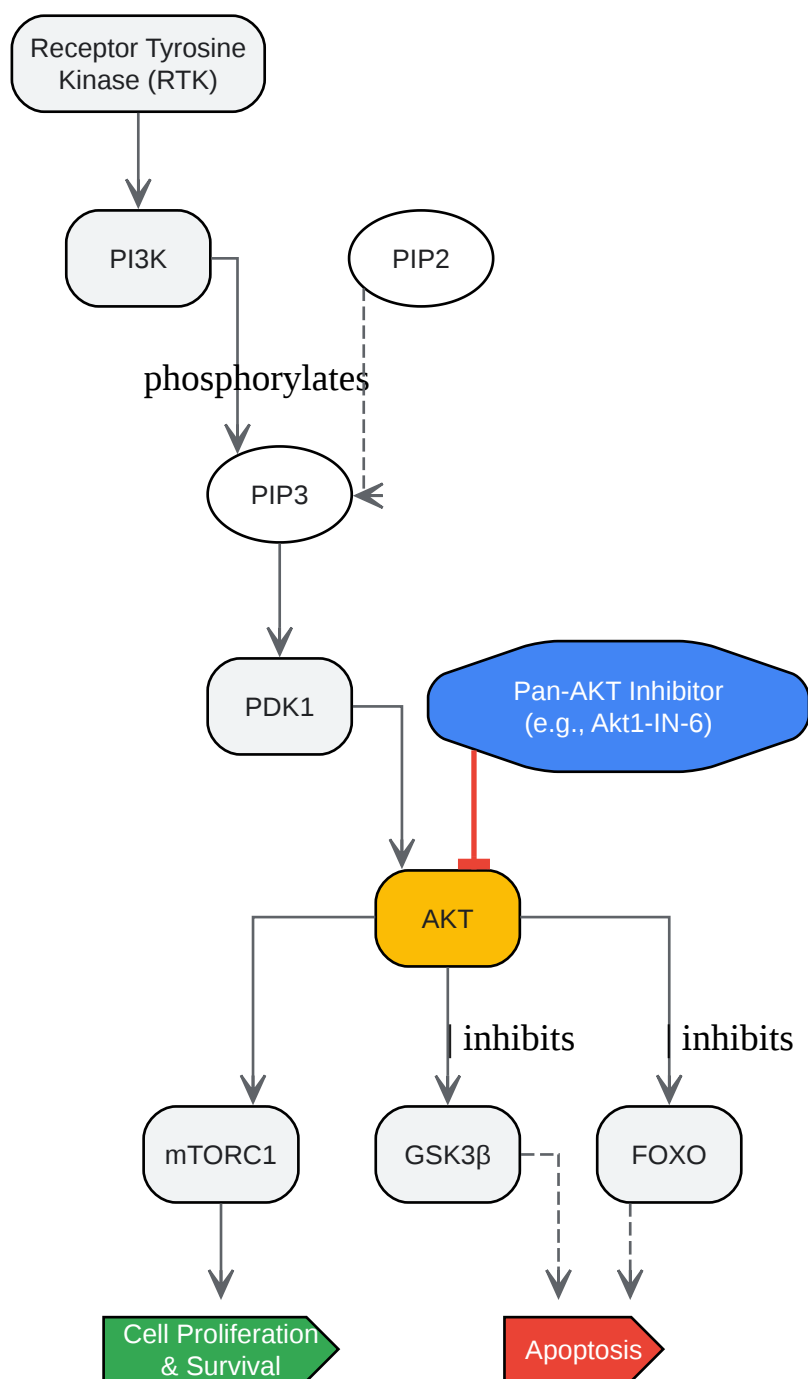 Receptor Tyrosine
Kinase (RTK)
PI3K
PIP2
phosphorylates
PIP3
PDK1
Pan-AKT Inhibitor
(e.g., Akt1-IN-6)
AKT
| inhibits
| inhibits
mTORC1
GSK3β
FOXO
Cell Proliferation
& Survival
Apoptosis